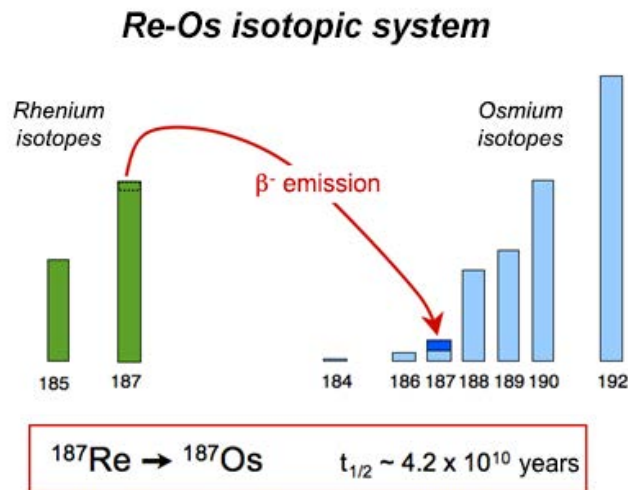 Re-Os isotopic system
Rhenium
isotopes
Osmium
isotopes
β⁻ emission
185
187
184
186
187
188
189
190
192
¹⁸⁷Re → ¹⁸⁷Os
t₁/₂ ~ 4.2 x 10¹⁰ years